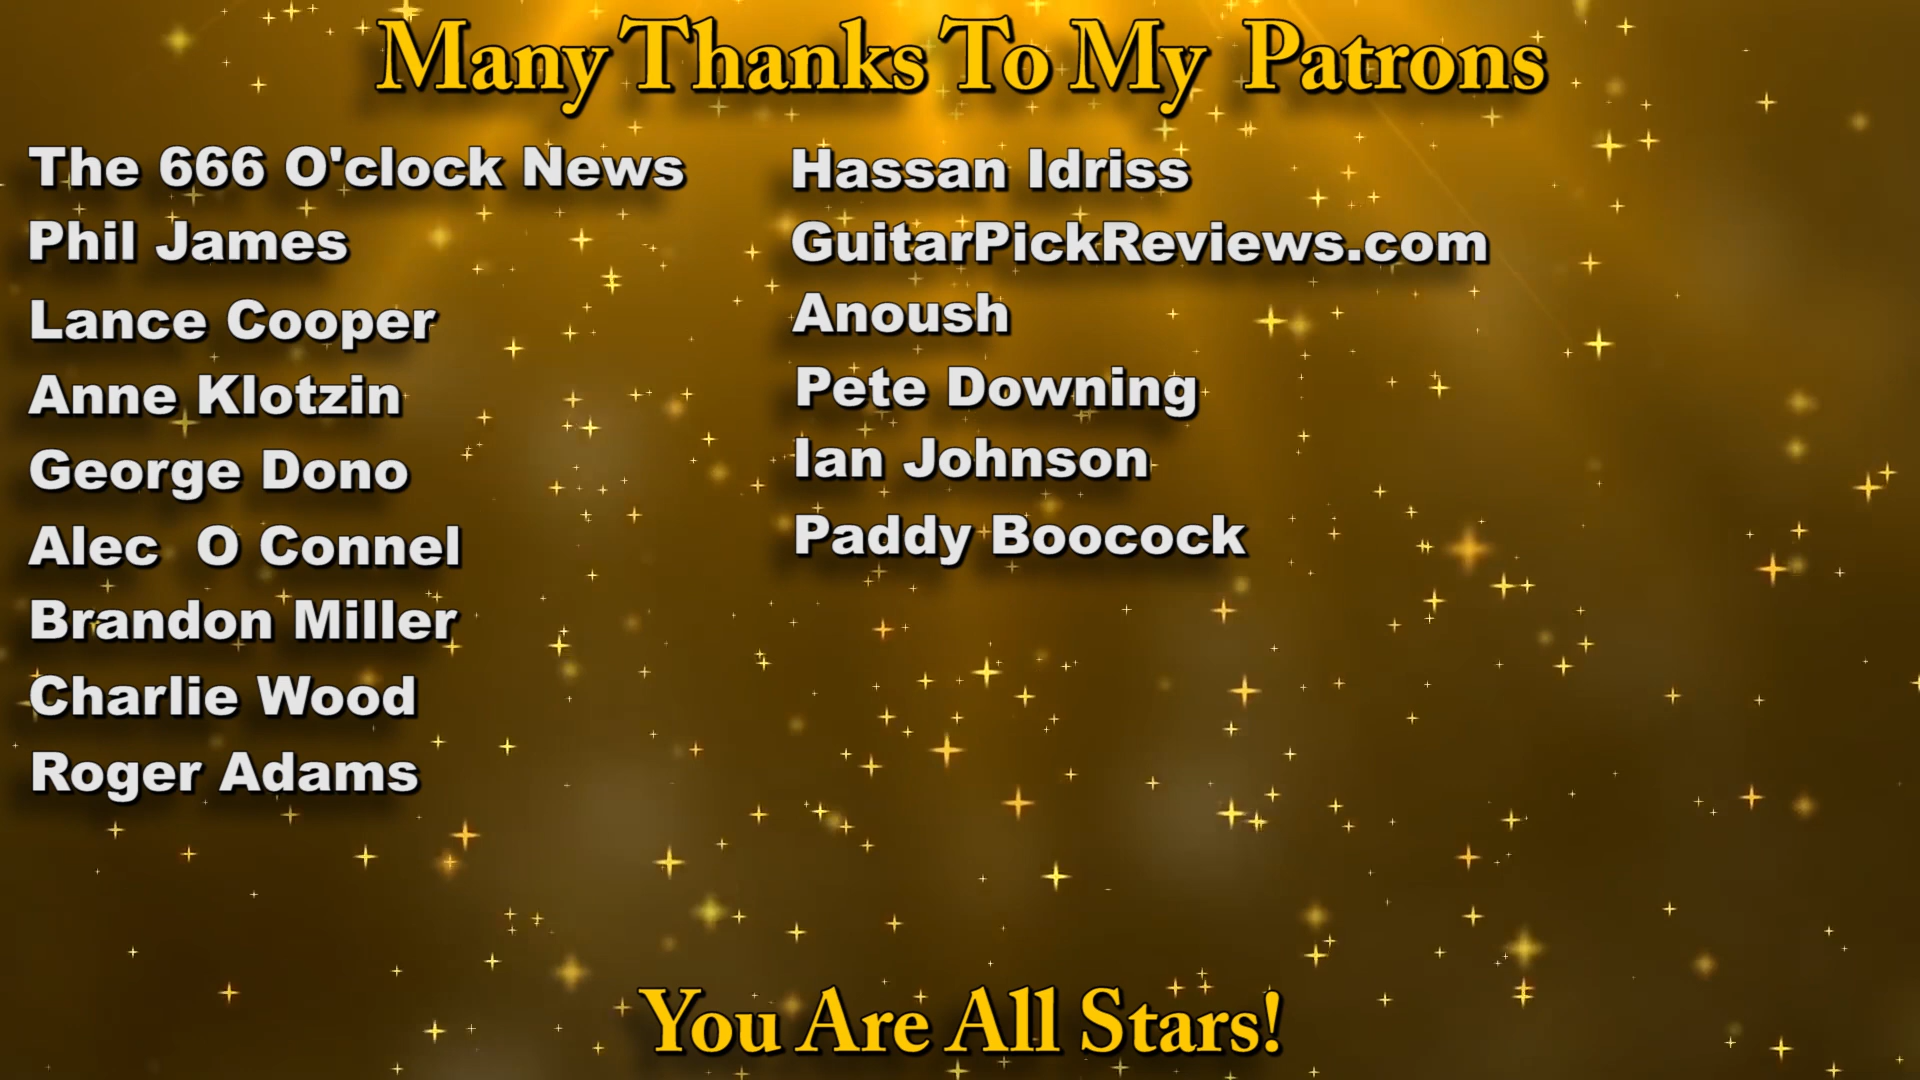 Many Thanks To My Patrons
The 666 O'clock News
Phil James
Lance Cooper
Anne Klotzin
George Dono
Alec O Connel
Brandon Miller
Charlie Wood
Roger Adams
Hassan Idriss
GuitarPickReviews.com
Anoush
Pete Downing
Ian Johnson
Paddy Boocock
You Are All Stars!